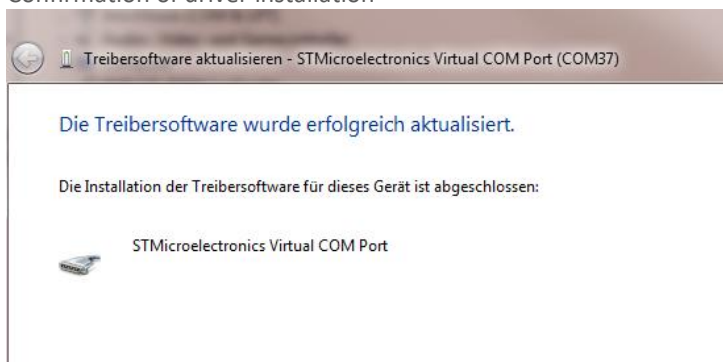 Confirmation of driver installation
Treibersoftware aktualisieren - STMicroelectronics Virtual COM Port (COM37)
Die Treibersoftware wurde erfolgreich aktualisiert.
Die Installation der Treibersoftware für dieses Gerät ist abgeschlossen:
STMicroelectronics Virtual COM Port